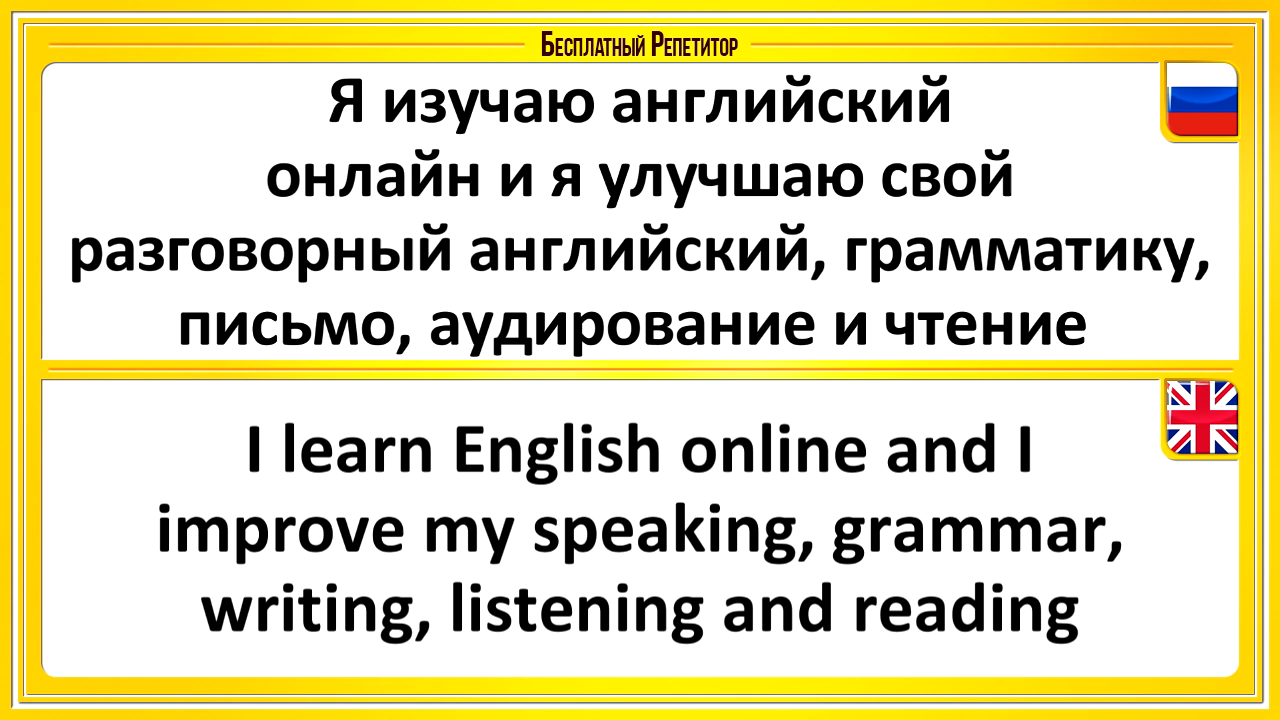 Бесплатный Репетитор
Я изучаю английский
онлайн и я улучшаю свой
разговорный английский, грамматику,
письмо, аудирование и чтение
I learn English online and I
improve my speaking, grammar,
writing, listening and reading